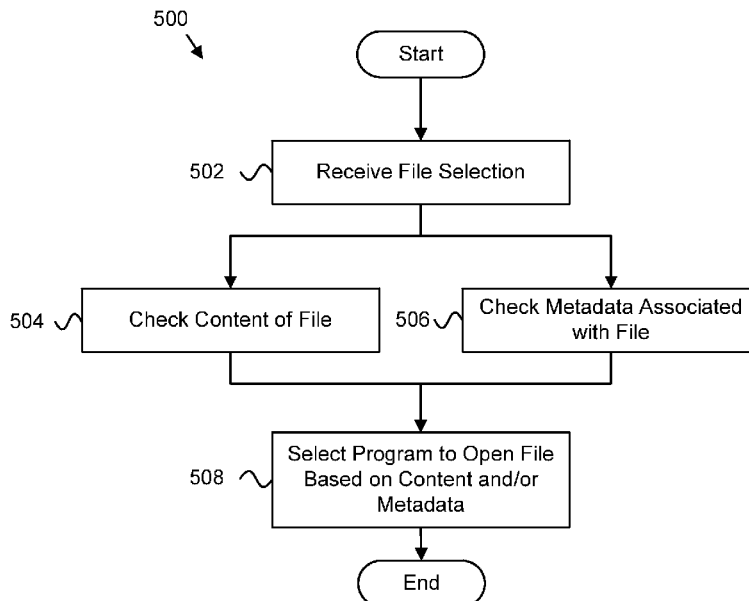 500
Start
502
Receive File Selection
504
Check Content of File
506
Check Metadata Associated
with File
508
Select Program to Open File
Based on Content and/or
Metadata
End